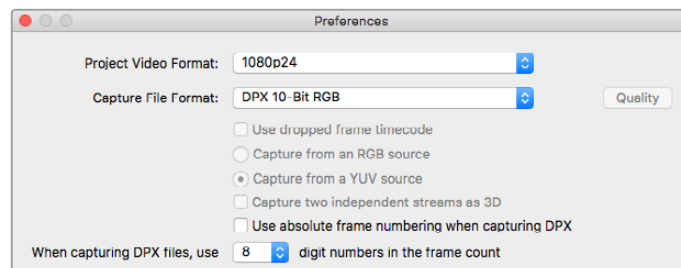 Preferences
Project Video Format: 1080p24
Capture File Format: DPX 10-Bit RGB Quality
Use dropped frame timecode
Capture from an RGB source
Capture from a YUV source
Capture two independent streams as 3D
Use absolute frame numbering when capturing DPX
When capturing DPX files, use 8 digit numbers in the frame count